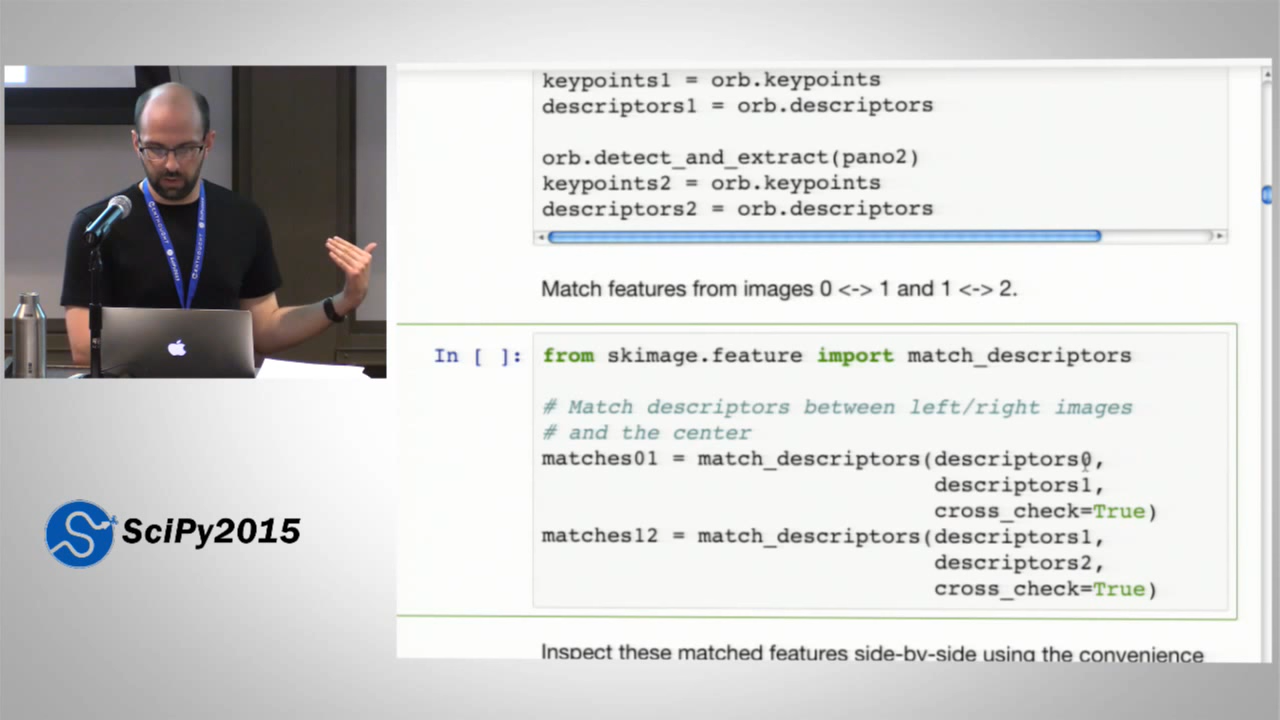 keypoints1 = orb.keypoints
descriptors1 = orb.descriptors
orb.detect_and_extract(pano2)
keypoints2 = orb.keypoints
descriptors2 = orb.descriptors
Match features from images 0 <-> 1 and 1 <-> 2.
In [ ]: from skimage.feature import match_descriptors
# Match descriptors between left/right images
# and the center
matches01 = match_descriptors(descriptors0,
descriptors1,
cross_check=True)
matches12 = match_descriptors(descriptors1,
descriptors2,
cross_check=True)
Inspect these matched features side-by-side using the convenience
ENTHOUGHT
SciPy2015